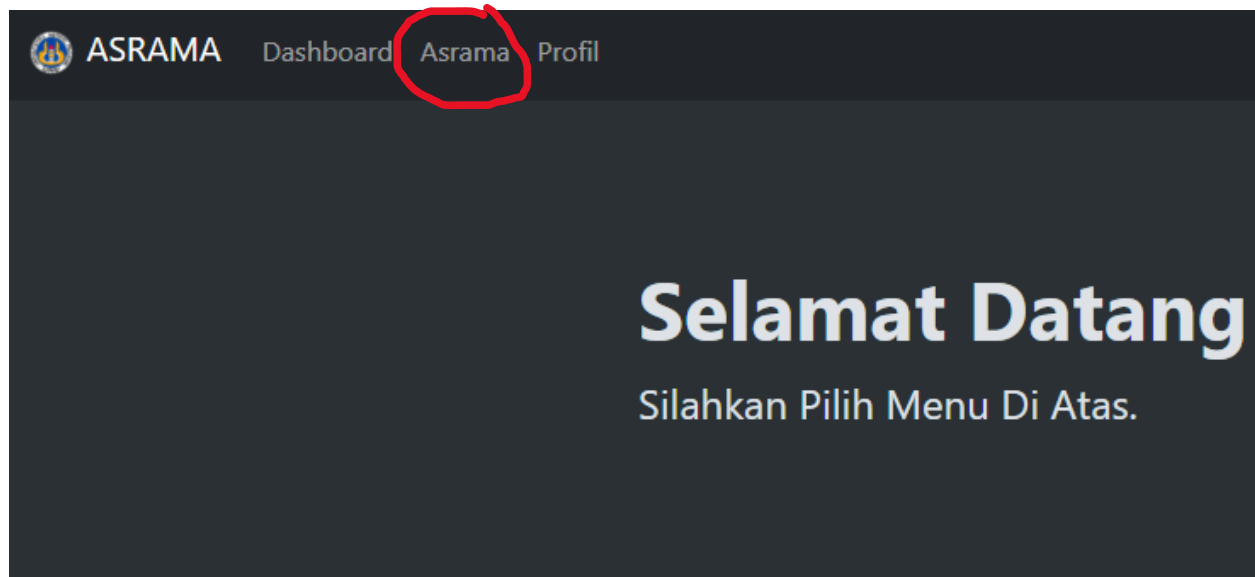 ASRAMA Dashboard Asrama Profil
Selamat Datang
Silahkan Pilih Menu Di Atas.